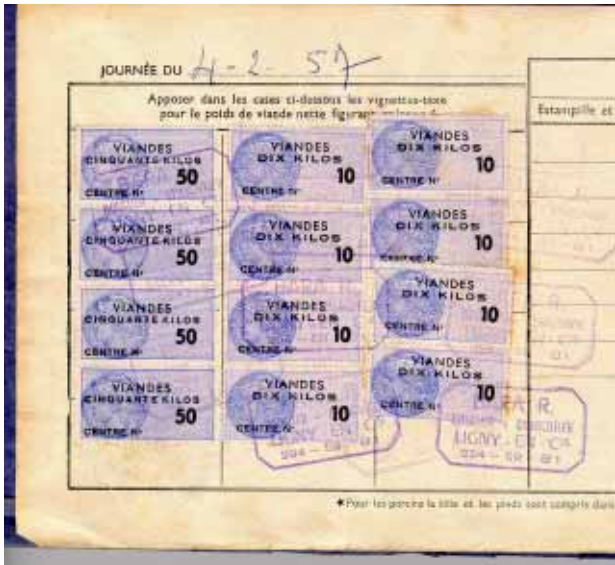 JOURNÉE DU 4-2-57
Apposer dans les cases ci-dessous les vignettes-taxe
pour le poids de viande nette figurant
Estampille et
VIANDES
CINQUANTE KILOS
50
CENTRE N°
VIANDES
DIX KILOS
10
CENTRE N°
VIANDES
DIX KILOS
10
CENTRE N°
VIANDES
CINQUANTE KILOS
50
CENTRE N°
VIANDES
DIX KILOS
10
CENTRE N°
VIANDES
DIX KILOS
10
CENTRE N°
VIANDES
CINQUANTE KILOS
50
CENTRE N°
VIANDES
DIX KILOS
10
CENTRE N°
VIANDES
DIX KILOS
10
CENTRE N°
VIANDES
CINQUANTE KILOS
50
CENTRE N°
VIANDES
DIX KILOS
10
VIANDES
DIX KILOS
10
CENTRE N°
LIGNY - EN
R.
LIGNY - EN
*Pour les porcins la tête et les pieds sont compris dans